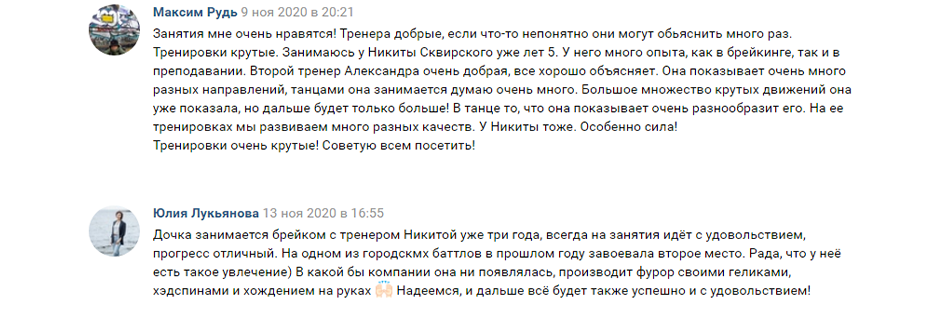 Максим Рудь 9 ноя 2020 в 20:21
Занятия мне очень нравятся! Тренера добрые, если что-то непонятно они могут обьяснить много раз.
Тренировки крутые. Занимаюсь у Никиты Сквирского уже лет 5. У него много опыта, как в брейкинге, так и в
преподавании. Второй тренер Александра очень добрая, все хорошо объясняет. Она показывает очень много
разных направлений, танцами она занимается думаю очень много. Большое множество крутых движений она
уже показала, но дальше будет только больше! В танце то, что она показывает очень разнообразит его. На ее
тренировках мы развиваем много разных качеств. У Никиты тоже. Особенно сила!
Тренировки очень крутые! Советую всем посетить!
Юлия Лукьянова 13 ноя 2020 в 16:55
Дочка занимается брейком с тренером Никитой уже три года, всегда на занятия идёт с удовольствием,
прогресс отличный. На одном из городскмх баттлов в прошлом году завоевала второе место. Рада, что у неё
есть такое увлечение) В какой бы компании она ни появлялась, производит фурор своими геликами,
хэдспинами и хождением на руках 🙌🏻 Надеемся, и дальше всё будет также успешно и с удовольствием!